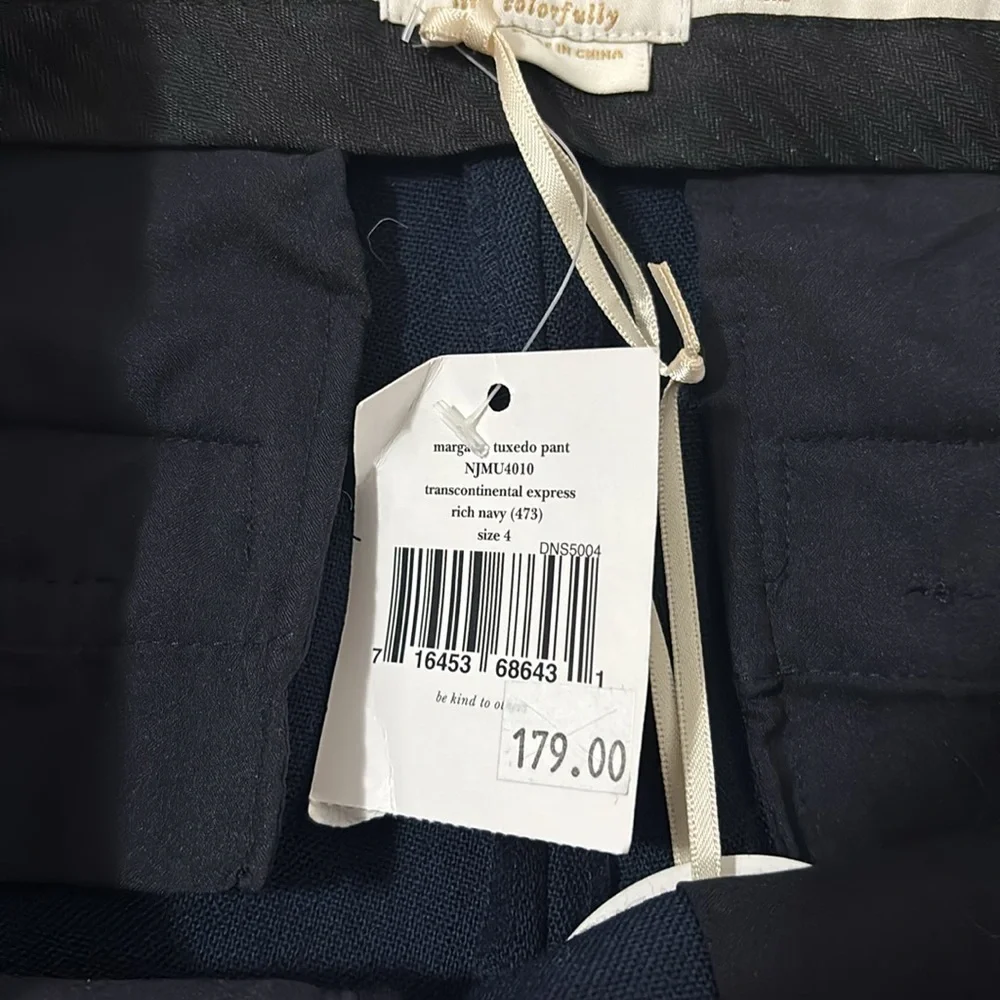 colorfully
IN CHINA
tuxedo pant
NJMU4010
transcontinental express
rich navy (473)
size 4
DNS5004
7 16453 68643 1
be kind to
179.00